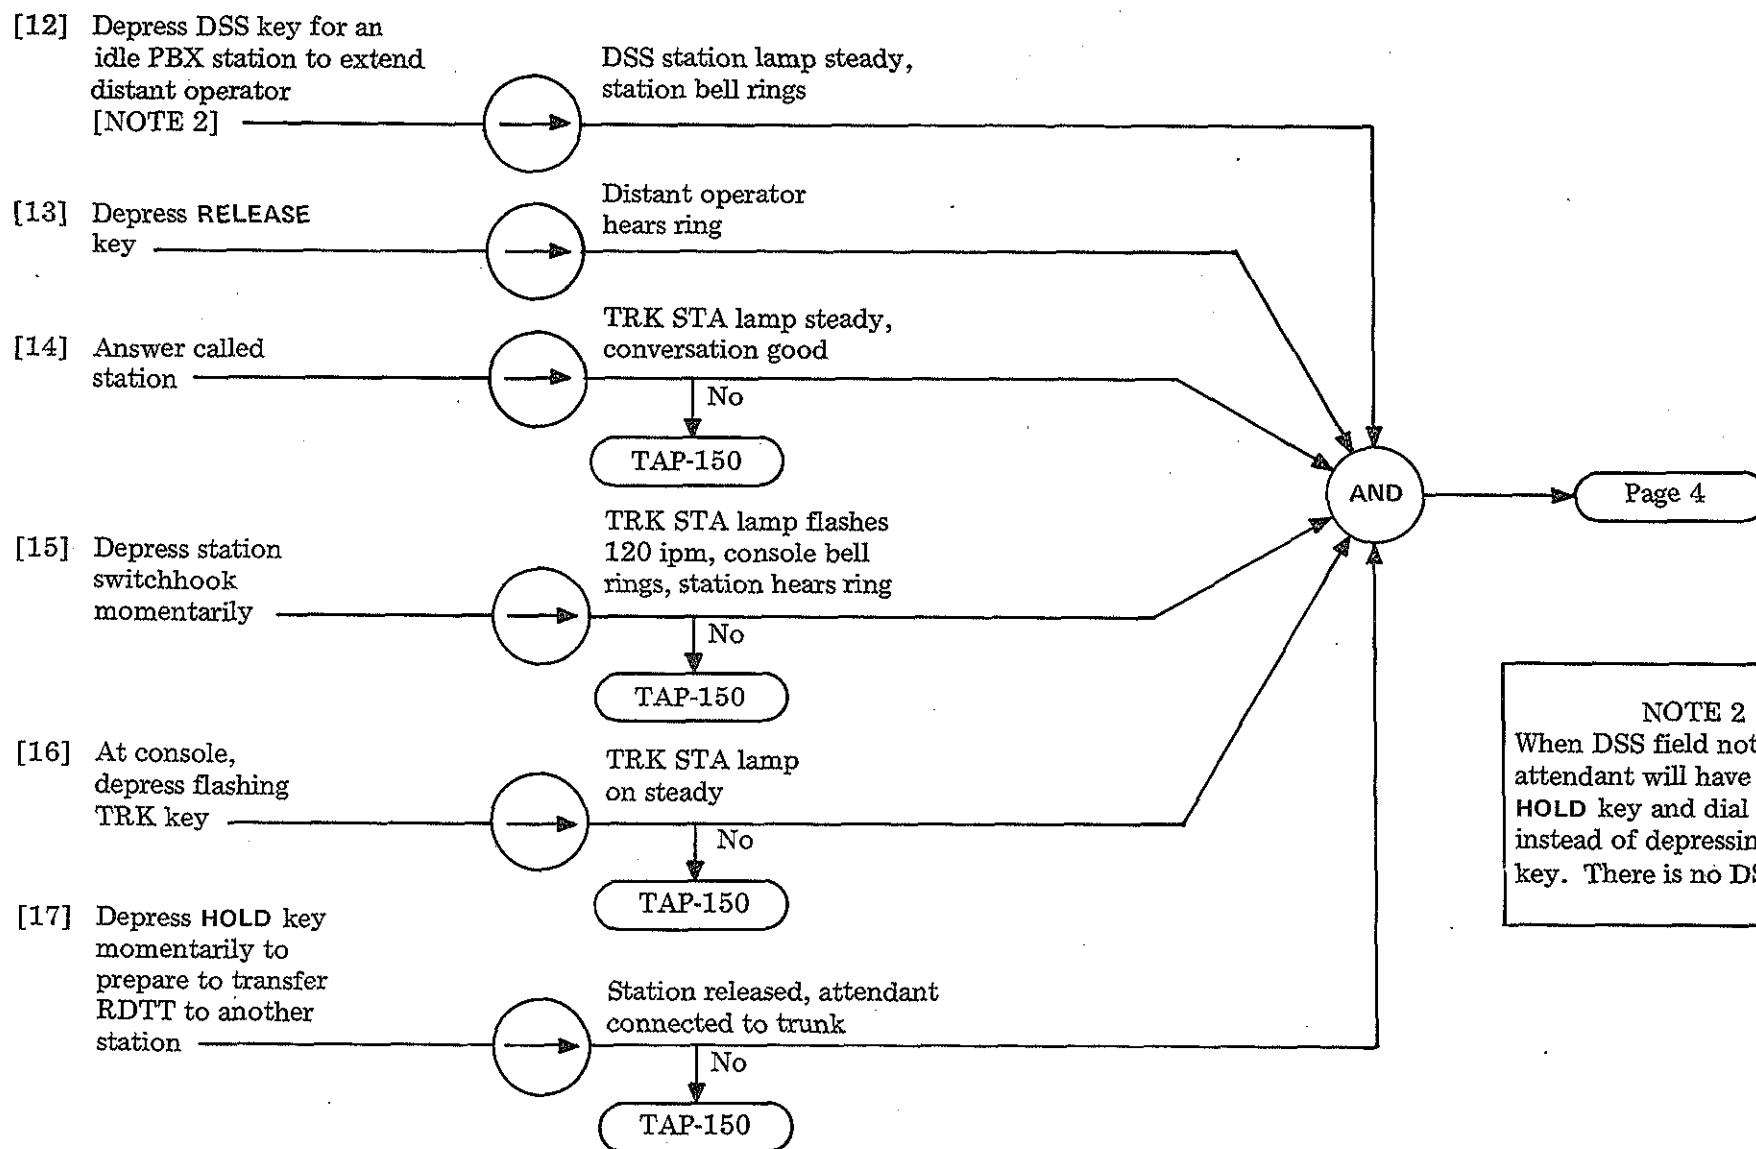 [12] Depress DSS key for an
idle PBX station to extend
distant operator
[NOTE 2]
DSS station lamp steady,
station bell rings
[13] Depress RELEASE
key
Distant operator
hears ring
[14] Answer called
station
TRK STA lamp steady,
conversation good
No
TAP-150
[15] Depress station
switchhook
momentarily
TRK STA lamp flashes
120 ipm, console bell
rings, station hears ring
No
TAP-150
[16] At console,
depress flashing
TRK key
TRK STA lamp
on steady
No
TAP-150
[17] Depress HOLD key
momentarily to
prepare to transfer
RDTT to another
station
Station released, attendant
connected to trunk
No
TAP-150
AND
Page 4
NOTE 2
When DSS field not
attendant will have
HOLD key and dial
instead of
key. There is no